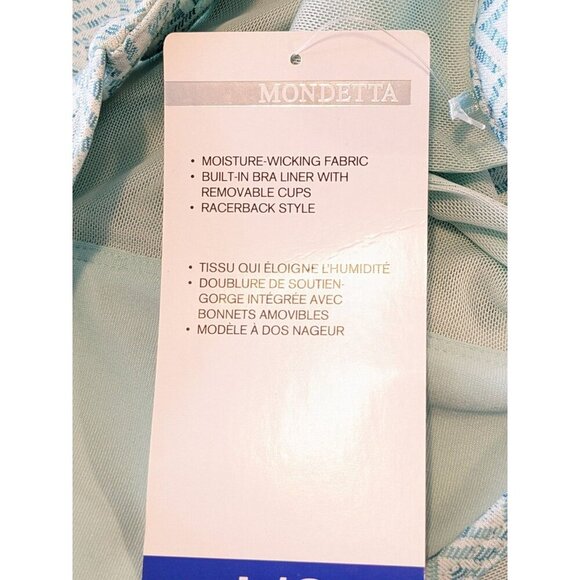 MONDETTA
• MOISTURE-WICKING FABRIC
• BUILT-IN BRA LINER WITH
REMOVABLE CUPS
• RACERBACK STYLE
• TISSU QUI ÉLOIGNE L'HUMIDITÉ
• DOUBLURE DE SOUTIEN-
GORGE INTÉGRÉE AVEC
BONNETS AMOVIBLES
• MODÈLE À DOS NAGEUR